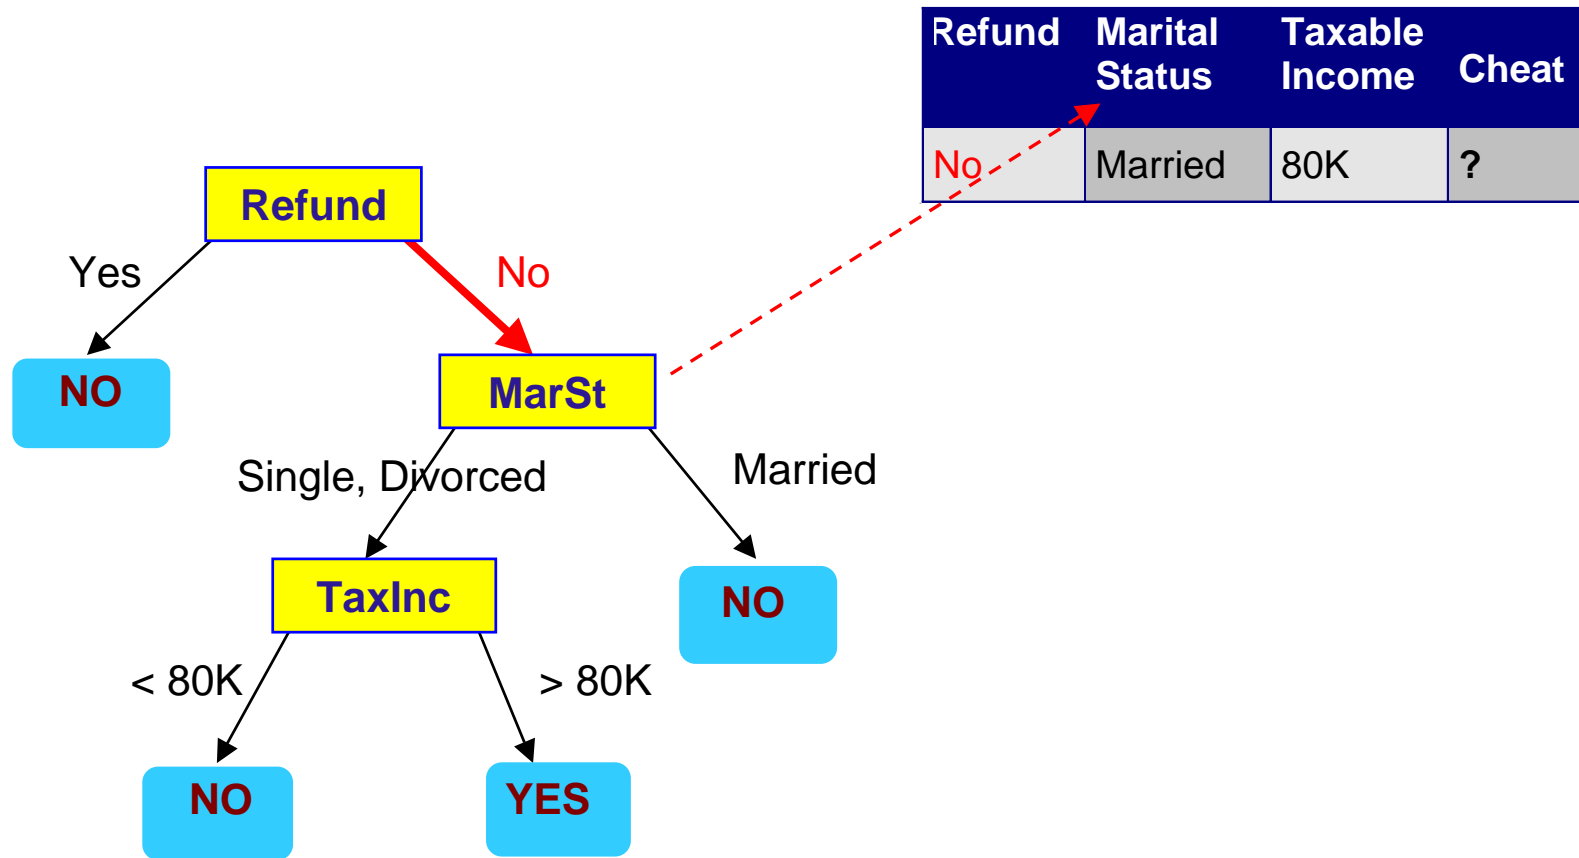 Refund Marital Status Taxable Income Cheat
No Married 80K ?
Refund
Yes No
NO
MarSt
Single, Divorced Married
TaxInc
NO
< 80K > 80K
NO YES